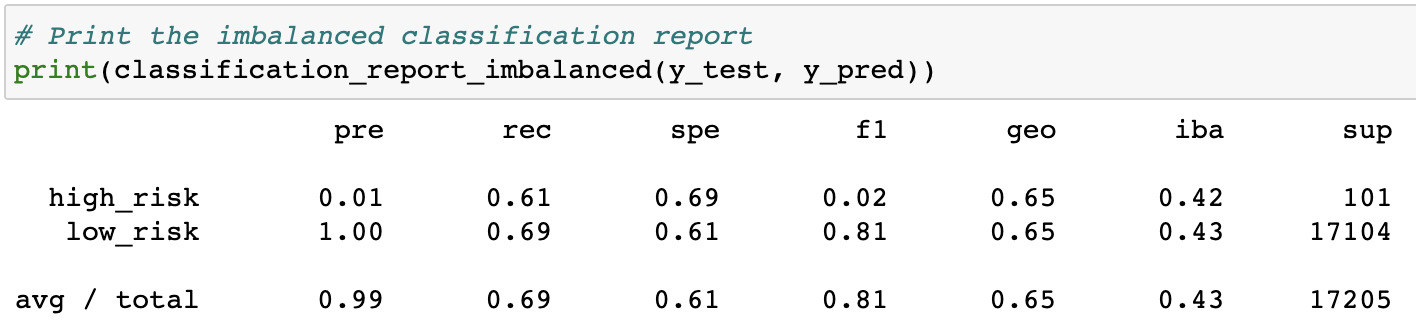 # Print the imbalanced classification report
print(classification_report_imbalanced(y_test, y_pred))
pre rec spe f1 geo iba sup
high_risk 0.01 0.61 0.69 0.02 0.65 0.42 101
low_risk 1.00 0.69 0.61 0.81 0.65 0.43 17104
avg / total 0.99 0.69 0.61 0.81 0.65 0.43 17205